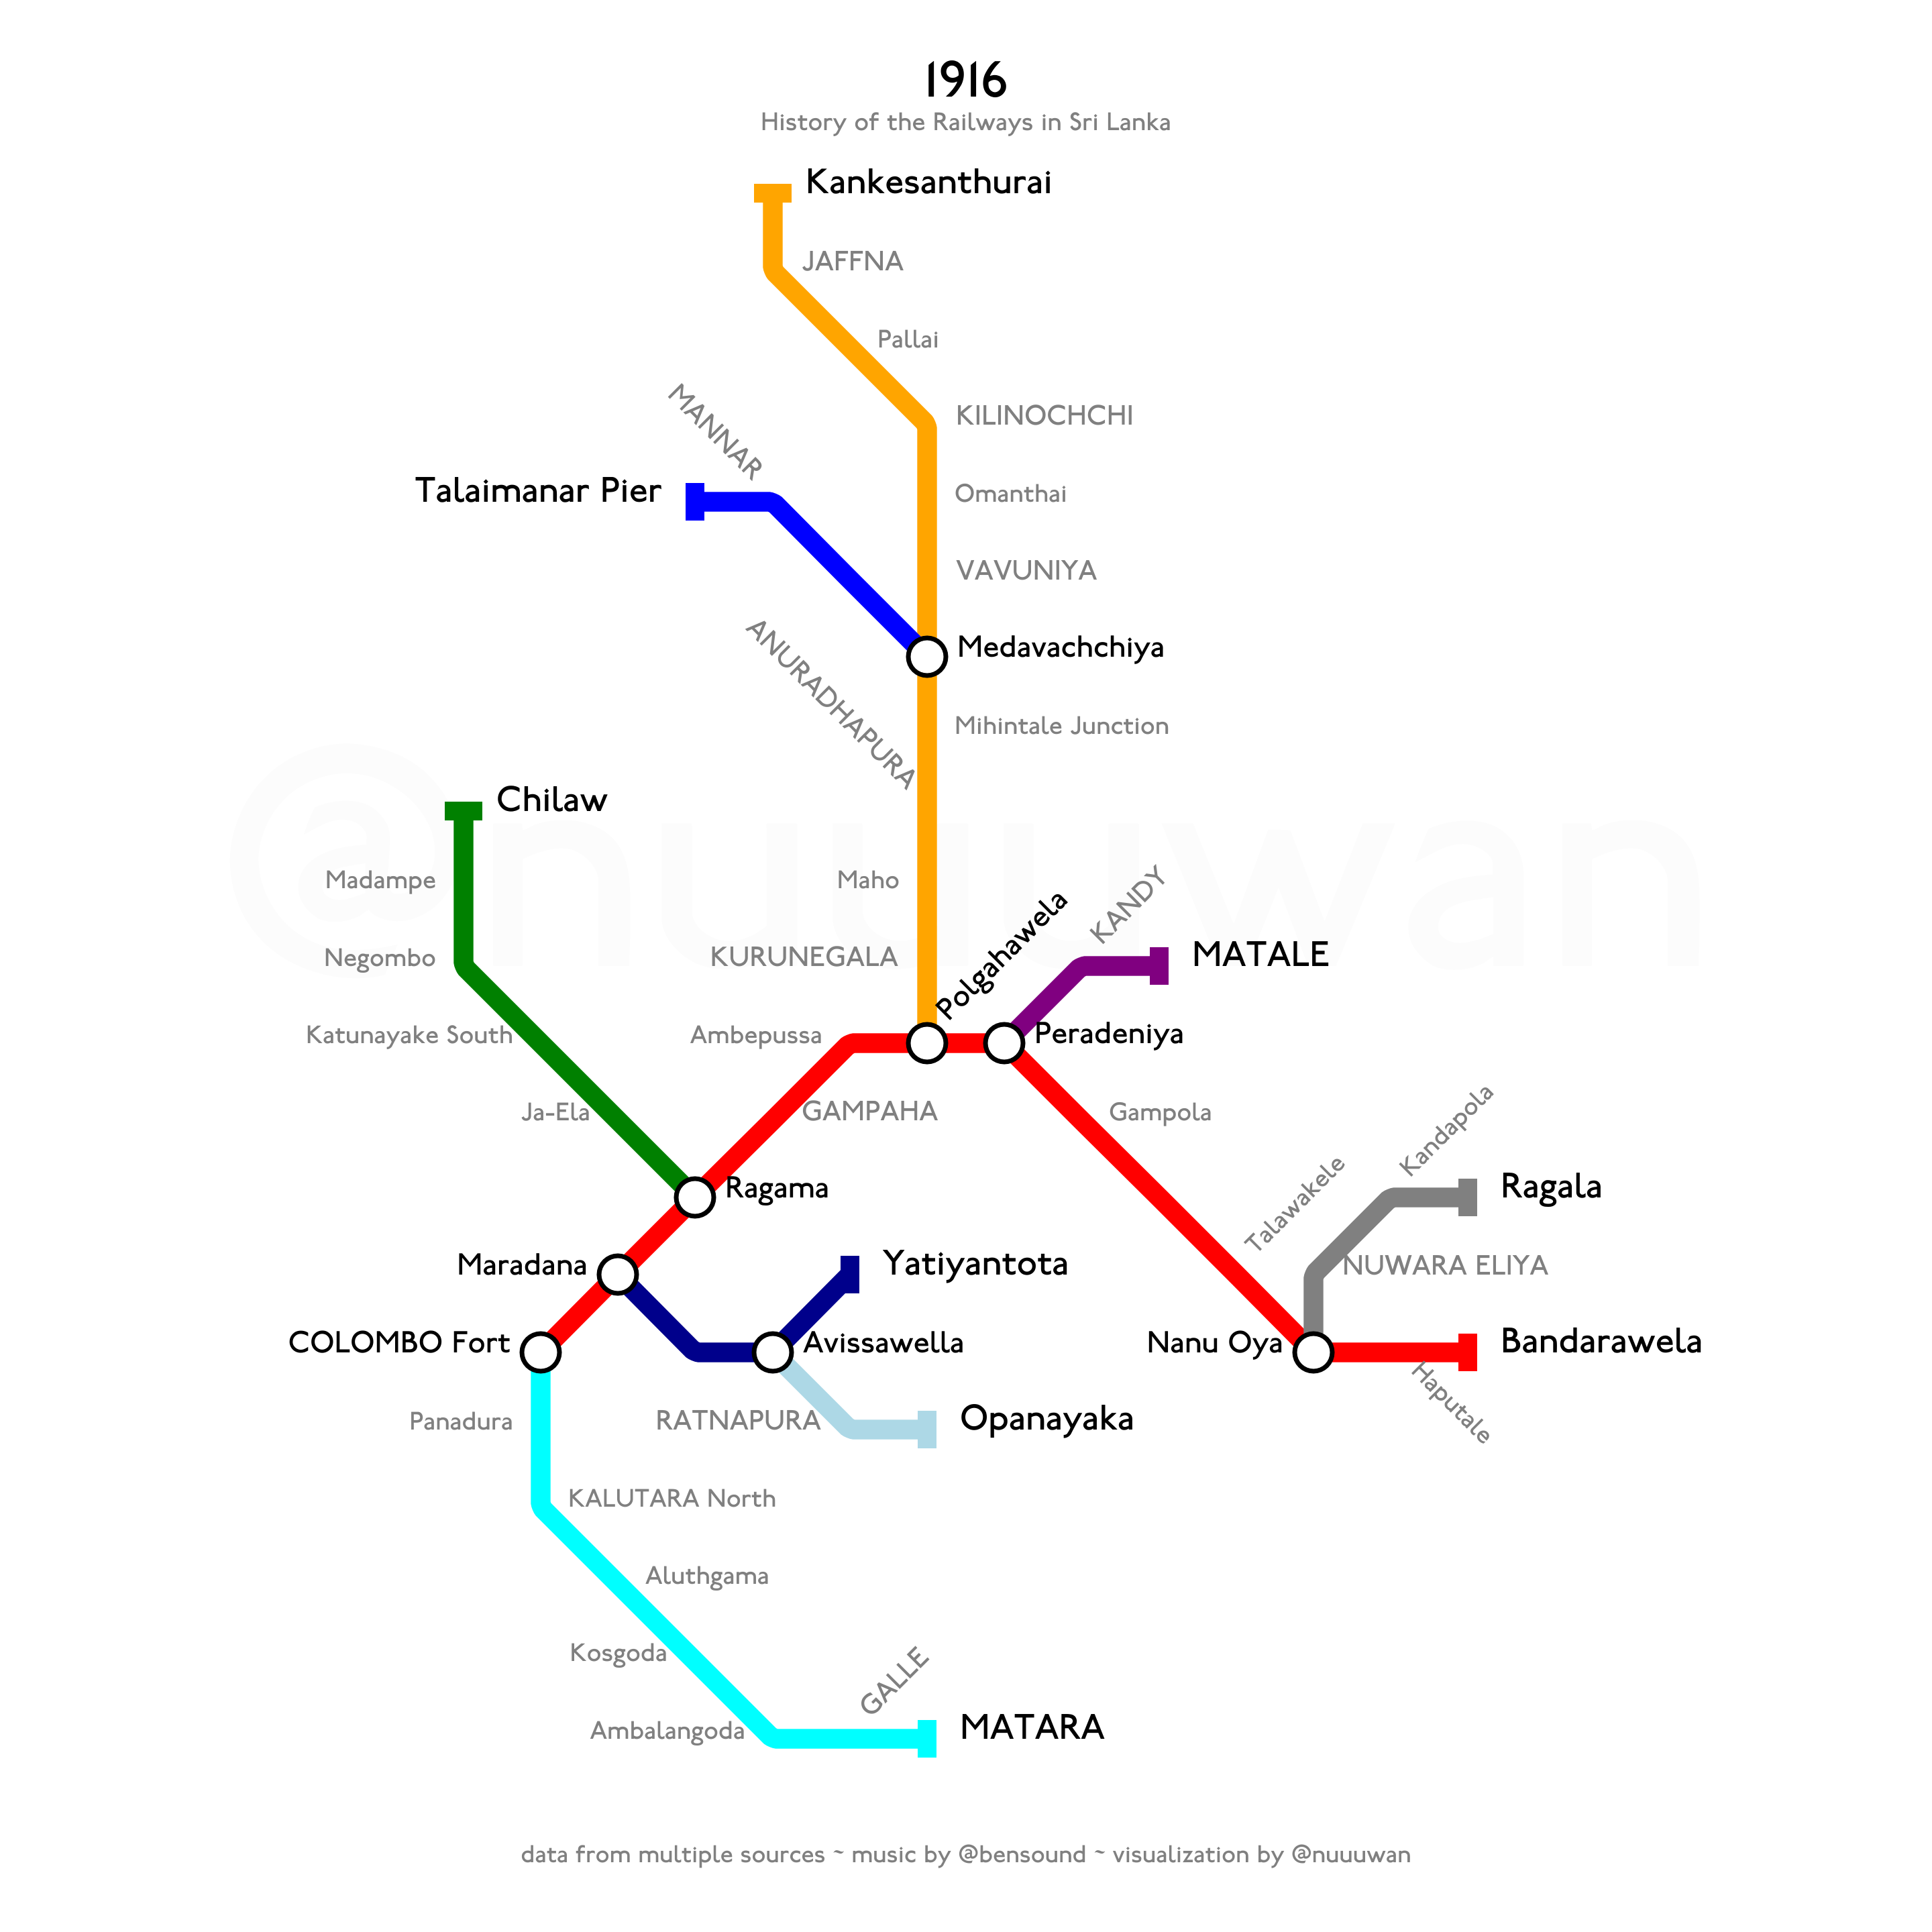 1916
History of the Railways in Sri Lanka
Kankesanthurai
JAFFNA
Pallai
MANNAR
KILINOCHCHI
Talaimanar Pier
Omanthai
VAVUNIYA
Medavachchiya
ANURADHAPURA
Mihintale Junction
@nuuuwan
Chilaw
Madampe
Maho
KANDY
Negombo
KURUNEGALA
Polgahawela
MATALE
Katunayake South
Ambepussa
Peradeniya
Ja-Ela
GAMPAHA
Gampola
Kandapola
Talawakele
Ragama
Ragala
Maradana
Yatiyantota
NUWARA ELIYA
COLOMBO Fort
Avissawella
Nanu Oya
Bandarawela
Haputale
Panadura
RATNAPURA
Opanayaka
KALUTARA North
Aluthgama
Kosgoda
GALLE
Ambalangoda
MATARA
data from multiple sources ~ music by @bensound ~ visualization by @nuuuwan